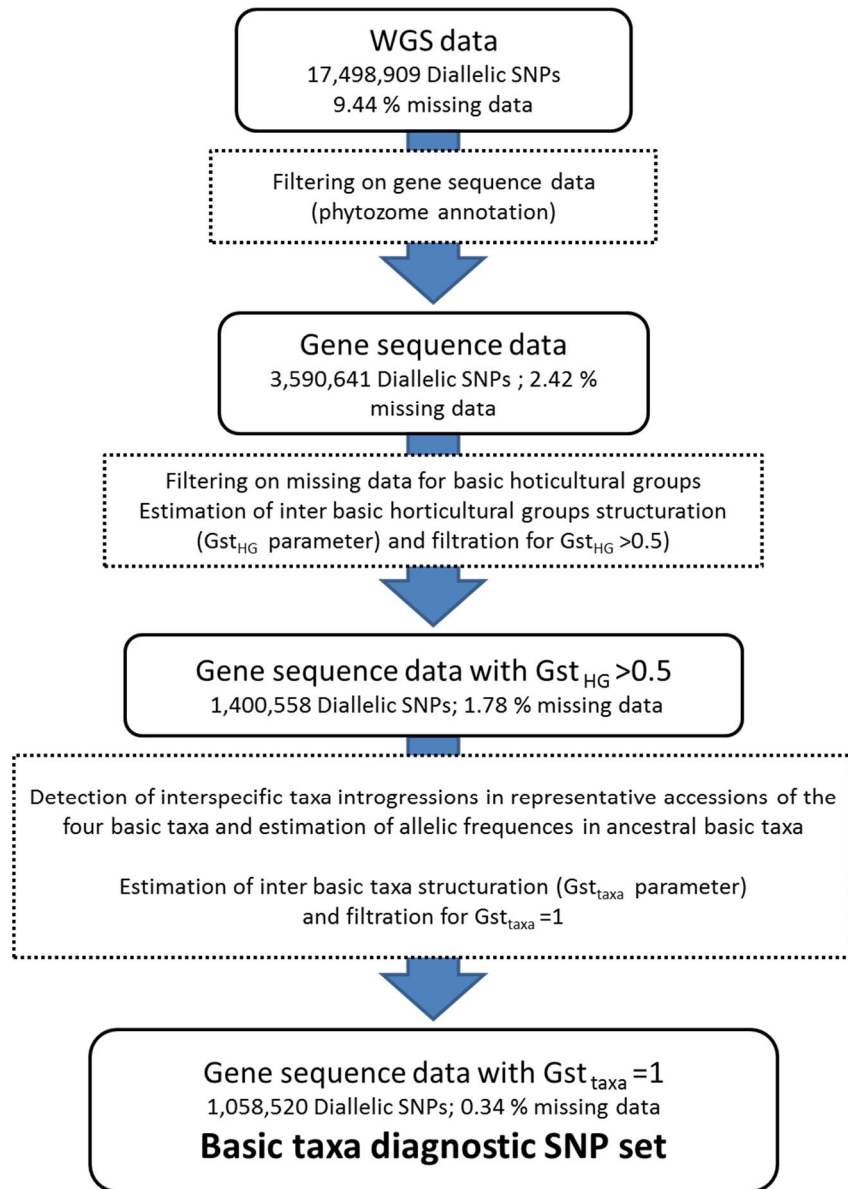 WGS data
17,498,909 Diallelic SNPs
9.44 % missing data
Filtering on gene sequence data
(phytozome annotation)
Gene sequence data
3,590,641 Diallelic SNPs ; 2.42 %
missing data
Filtering on missing data for basic hoticultural groups
Estimation of inter basic horticultural groups structuration
(GstHG parameter) and filtration for GstHG >0.5)
Gene sequence data with Gst HG >0.5
1,400,558 Diallelic SNPs; 1.78 % missing data
Detection of interspecific taxa introgressions in representative accessions of the
four basic taxa and estimation of allelic frequences in ancestral basic taxa
Estimation of inter basic taxa structuration (Gsttaxa parameter)
and filtration for Gsttaxa =1
Gene sequence data with Gst taxa =1
1,058,520 Diallelic SNPs; 0.34 % missing data
Basic taxa diagnostic SNP set